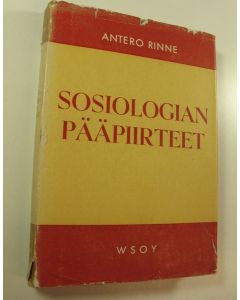 ANTERO RINNE
SOSIOLOGIAN
PÄÄPIIRTEET
WSOY